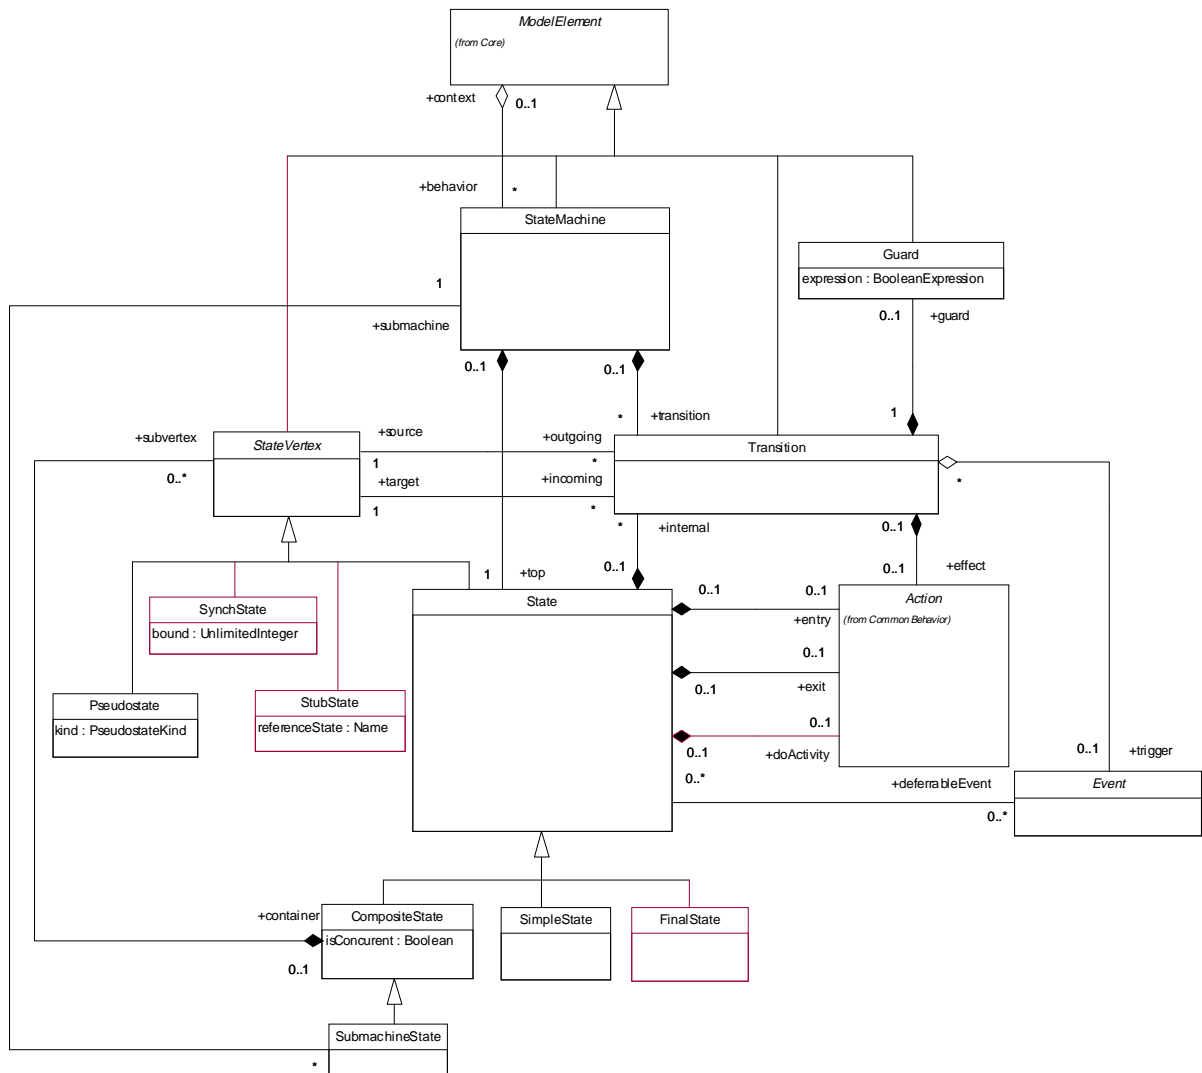 ModelElement
(from Core)
+context
0..1
+behavior
*
StateMachine
Guard
expression : BooleanExpression
1
+submachine
0..1
+guard
0..1
0..1
+transition
*
1
+subvertex
+source
+outgoing
StateVertex
Transition
0..*
1
*
+target
+incoming
*
1
*
*
+internal
0..1
0..1
0..1
+effect
1
+top
State
0..1
0..1
Action
(from Common Behavior)
+entry
SynchState
bound : UnlimitedInteger
0..1
0..1
+exit
Pseudostate
kind : PseudostateKind
StubState
referenceState : Name
0..1
0..1
+doActivity
0..1
+trigger
0..*
+deferrableEvent
Event
0..*
+container
CompositeState
SimpleState
FinalState
isConcurent : Boolean
0..1
SubmachineState
*